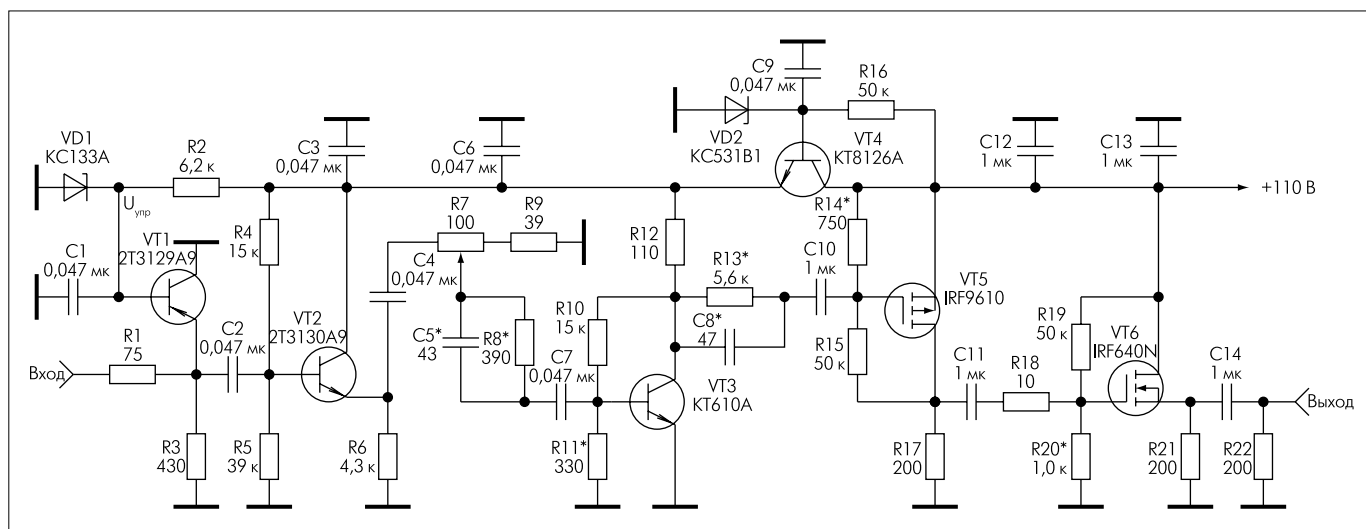 C9
0,047 мк
R16
50 к
VD1
КС133А
R2
6,2 к
C3
0,047 мк
C6
0,047 мк
VD2
КС531В1
VT4
КТ8126А
C12
1 мк
C13
1 мк
+110 В
Uупр
R4
15 к
R7
100
R9
39
R12
110
R14*
750
VT1
2Т3129А9
C1
0,047 мк
C4
0,047 мк
R13*
5,6 к
C10
1 мк
VT5
IRF9610
R1
75
Вход
C2
0,047 мк
VT2
2Т3130А9
C5*
43
R8*
390
C7
0,047 мк
R10
15 к
C8*
47
VT3
КТ610А
R15
50 к
C11
1 мк
R18
10
R19
50 к
VT6
IRF640N
C14
1 мк
Выход
R3
430
R5
39 к
R6
4,3 к
R11*
330
R17
200
R20*
1,0 к
R21
200
R22
200